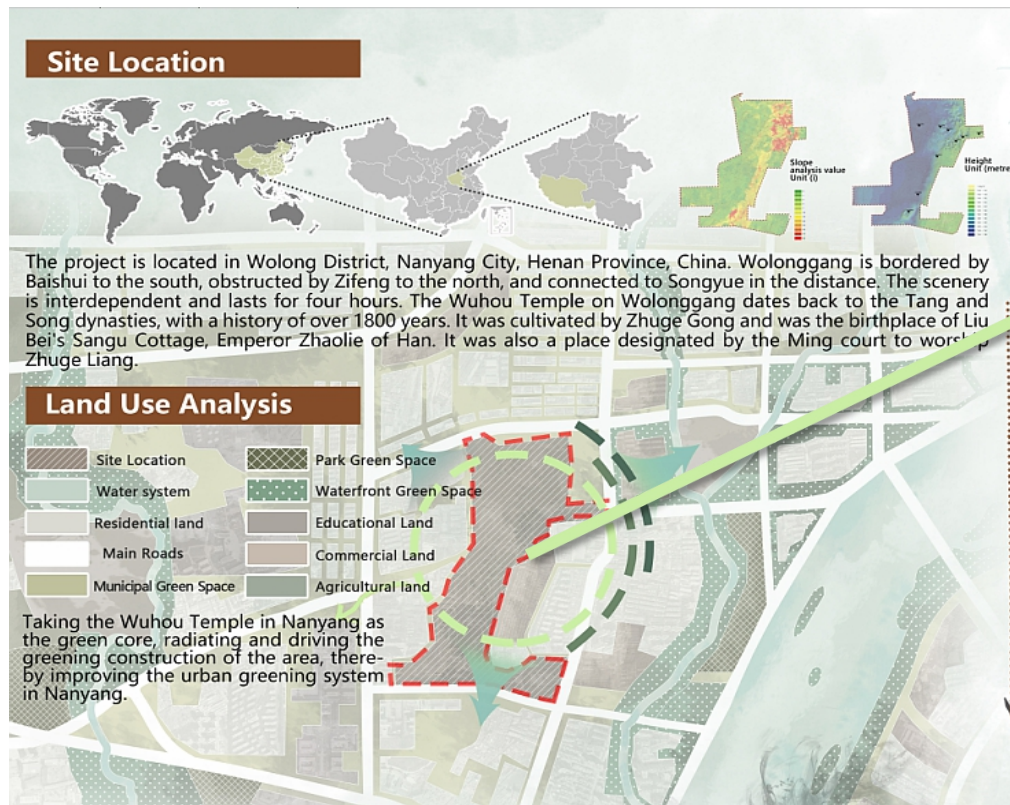 Site Location
Slope
analysis value
Unit (i)
Height
Unit (metre
The project is located in Wolong District, Nanyang City, Henan Province, China. Wolonggang is bordered by
Baishui to the south, obstructed by Zifeng to the north, and connected to Songyue in the distance. The scenery
is interdependent and lasts for four hours. The Wuhou Temple on Wolonggang dates back to the Tang and
Song dynasties, with a history of over 1800 years. It was cultivated by Zhuge Gong and was the birthplace of Liu
Bei's Sangu Cottage, Emperor Zhaolie of Han. It was also a place designated by the Ming court to worship
Zhuge Liang.
Land Use Analysis
Site Location
Park Green Space
Water system
Waterfront Green Space
Residential land
Educational Land
Main Roads
Commercial Land
Municipal Green Space
Agricultural land
Taking the Wuhou Temple in Nanyang as
the green core, radiating and driving the
greening construction of the area, there-
by improving the urban greening system
in Nanyang.